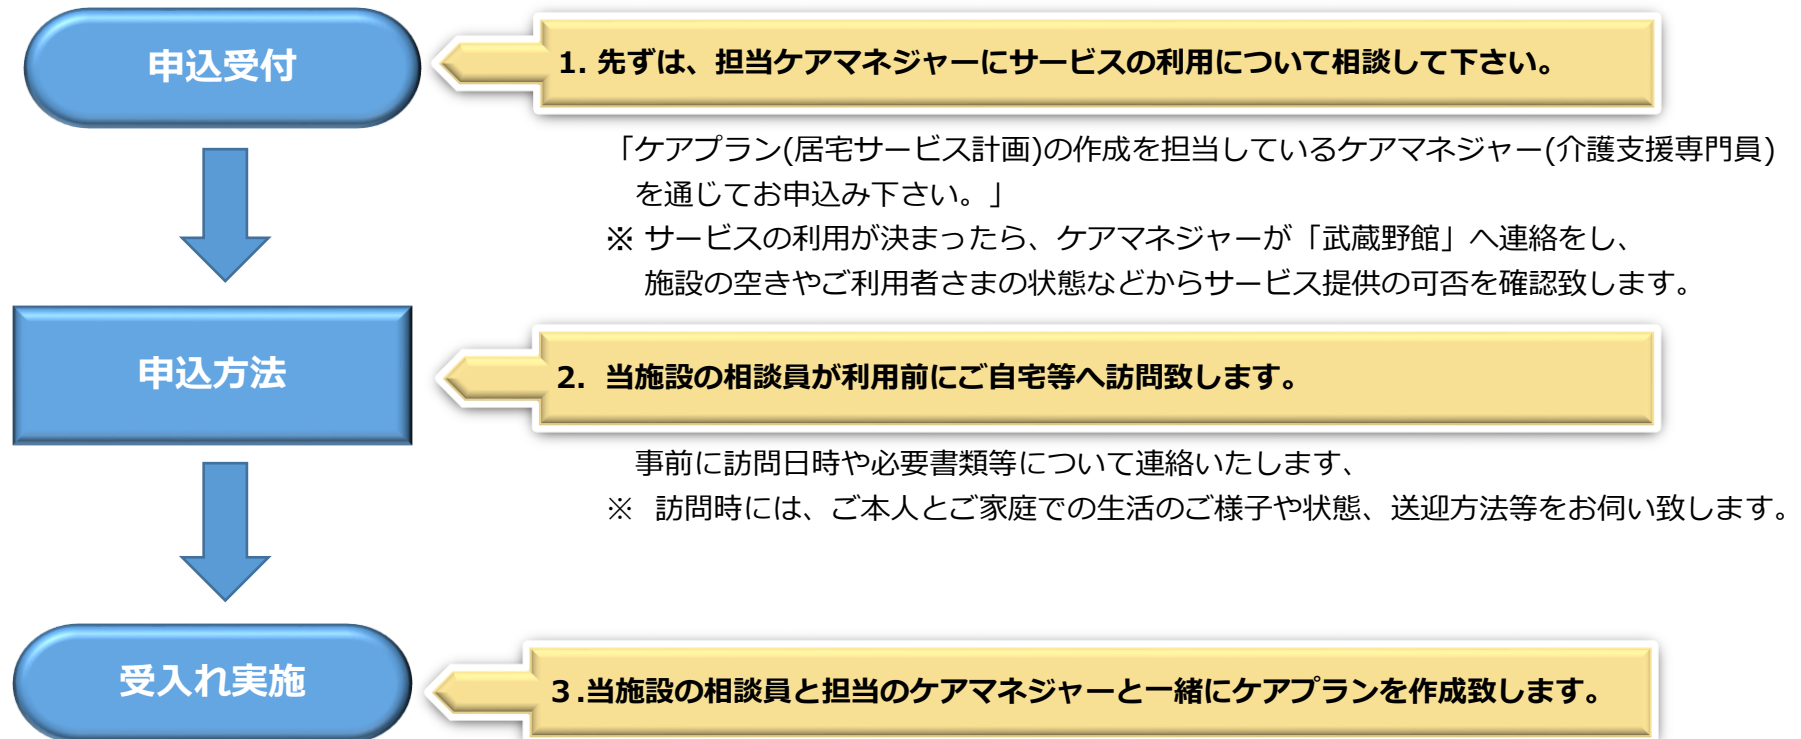 申込受付
1. 先ずは、担当ケアマネジャーにサービスの利用について相談して下さい。
「ケアプラン(居宅サービス計画)の作成を担当しているケアマネジャー(介護支援専門員)
を通じてお申込み下さい。」
※ サービスの利用が決まったら、ケアマネジャーが「武蔵野館」へ連絡をし、
施設の空きやご利用者さまの状態などからサービス提供の可否を確認致します。
申込方法
2. 当施設の相談員が利用前にご自宅等へ訪問致します。
事前に訪問日時や必要書類等について連絡いたします、
※ 訪問時には、ご本人とご家庭での生活のご様子や状態、送迎方法等をお伺い致します。
受入れ実施
３.当施設の相談員と担当のケアマネジャーと一緒にケアプランを作成致します。